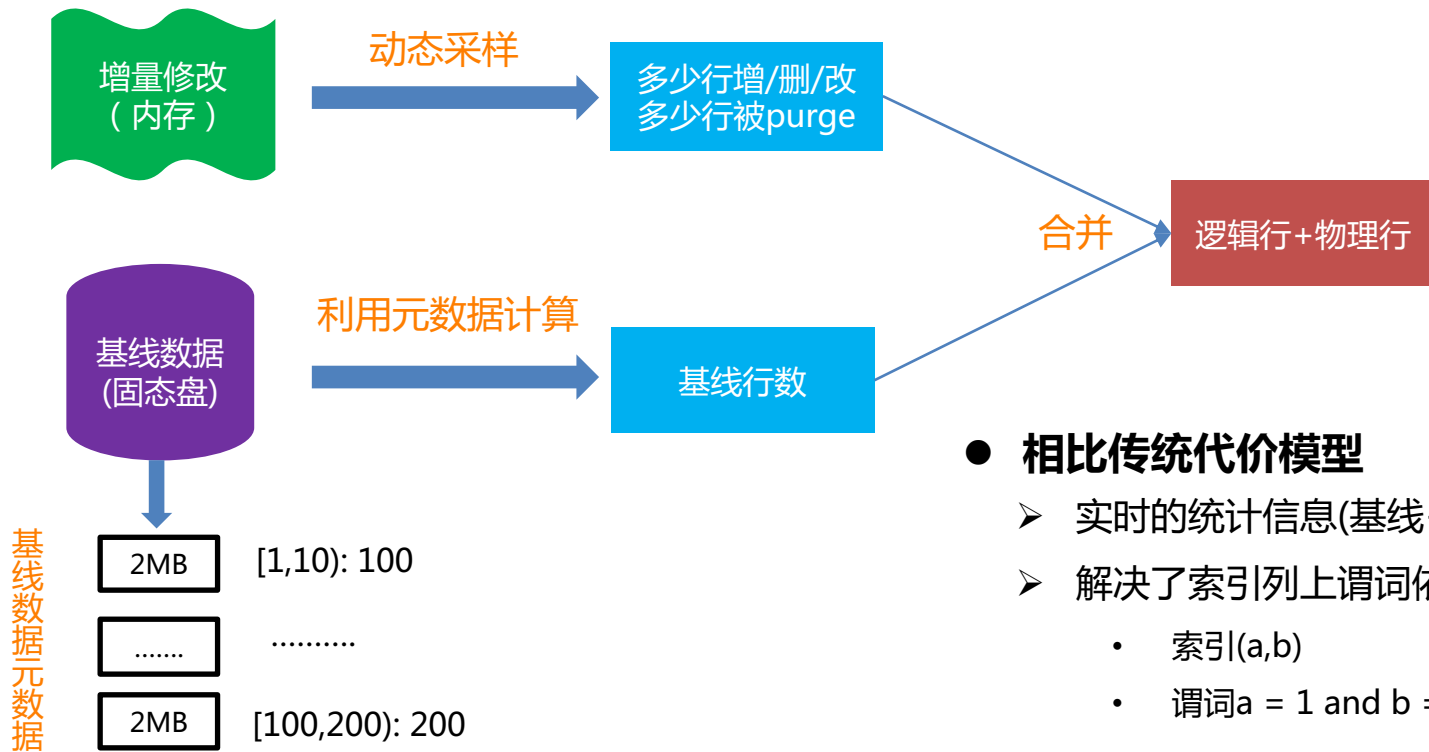 增量修改
（内存）
动态采样
多少行增/删/改
多少行被purge
合并
逻辑行+物理行
基线数据
(固态盘)
利用元数据计算
基线行数
基线数据元数据
2MB
[1,10): 100
.......
..........
2MB
[100,200): 200
● 相比传统代价模型
➢ 实时的统计信息(基线
➢ 解决了索引列上谓词
• 索引(a,b)
• 谓词a = 1 and b =